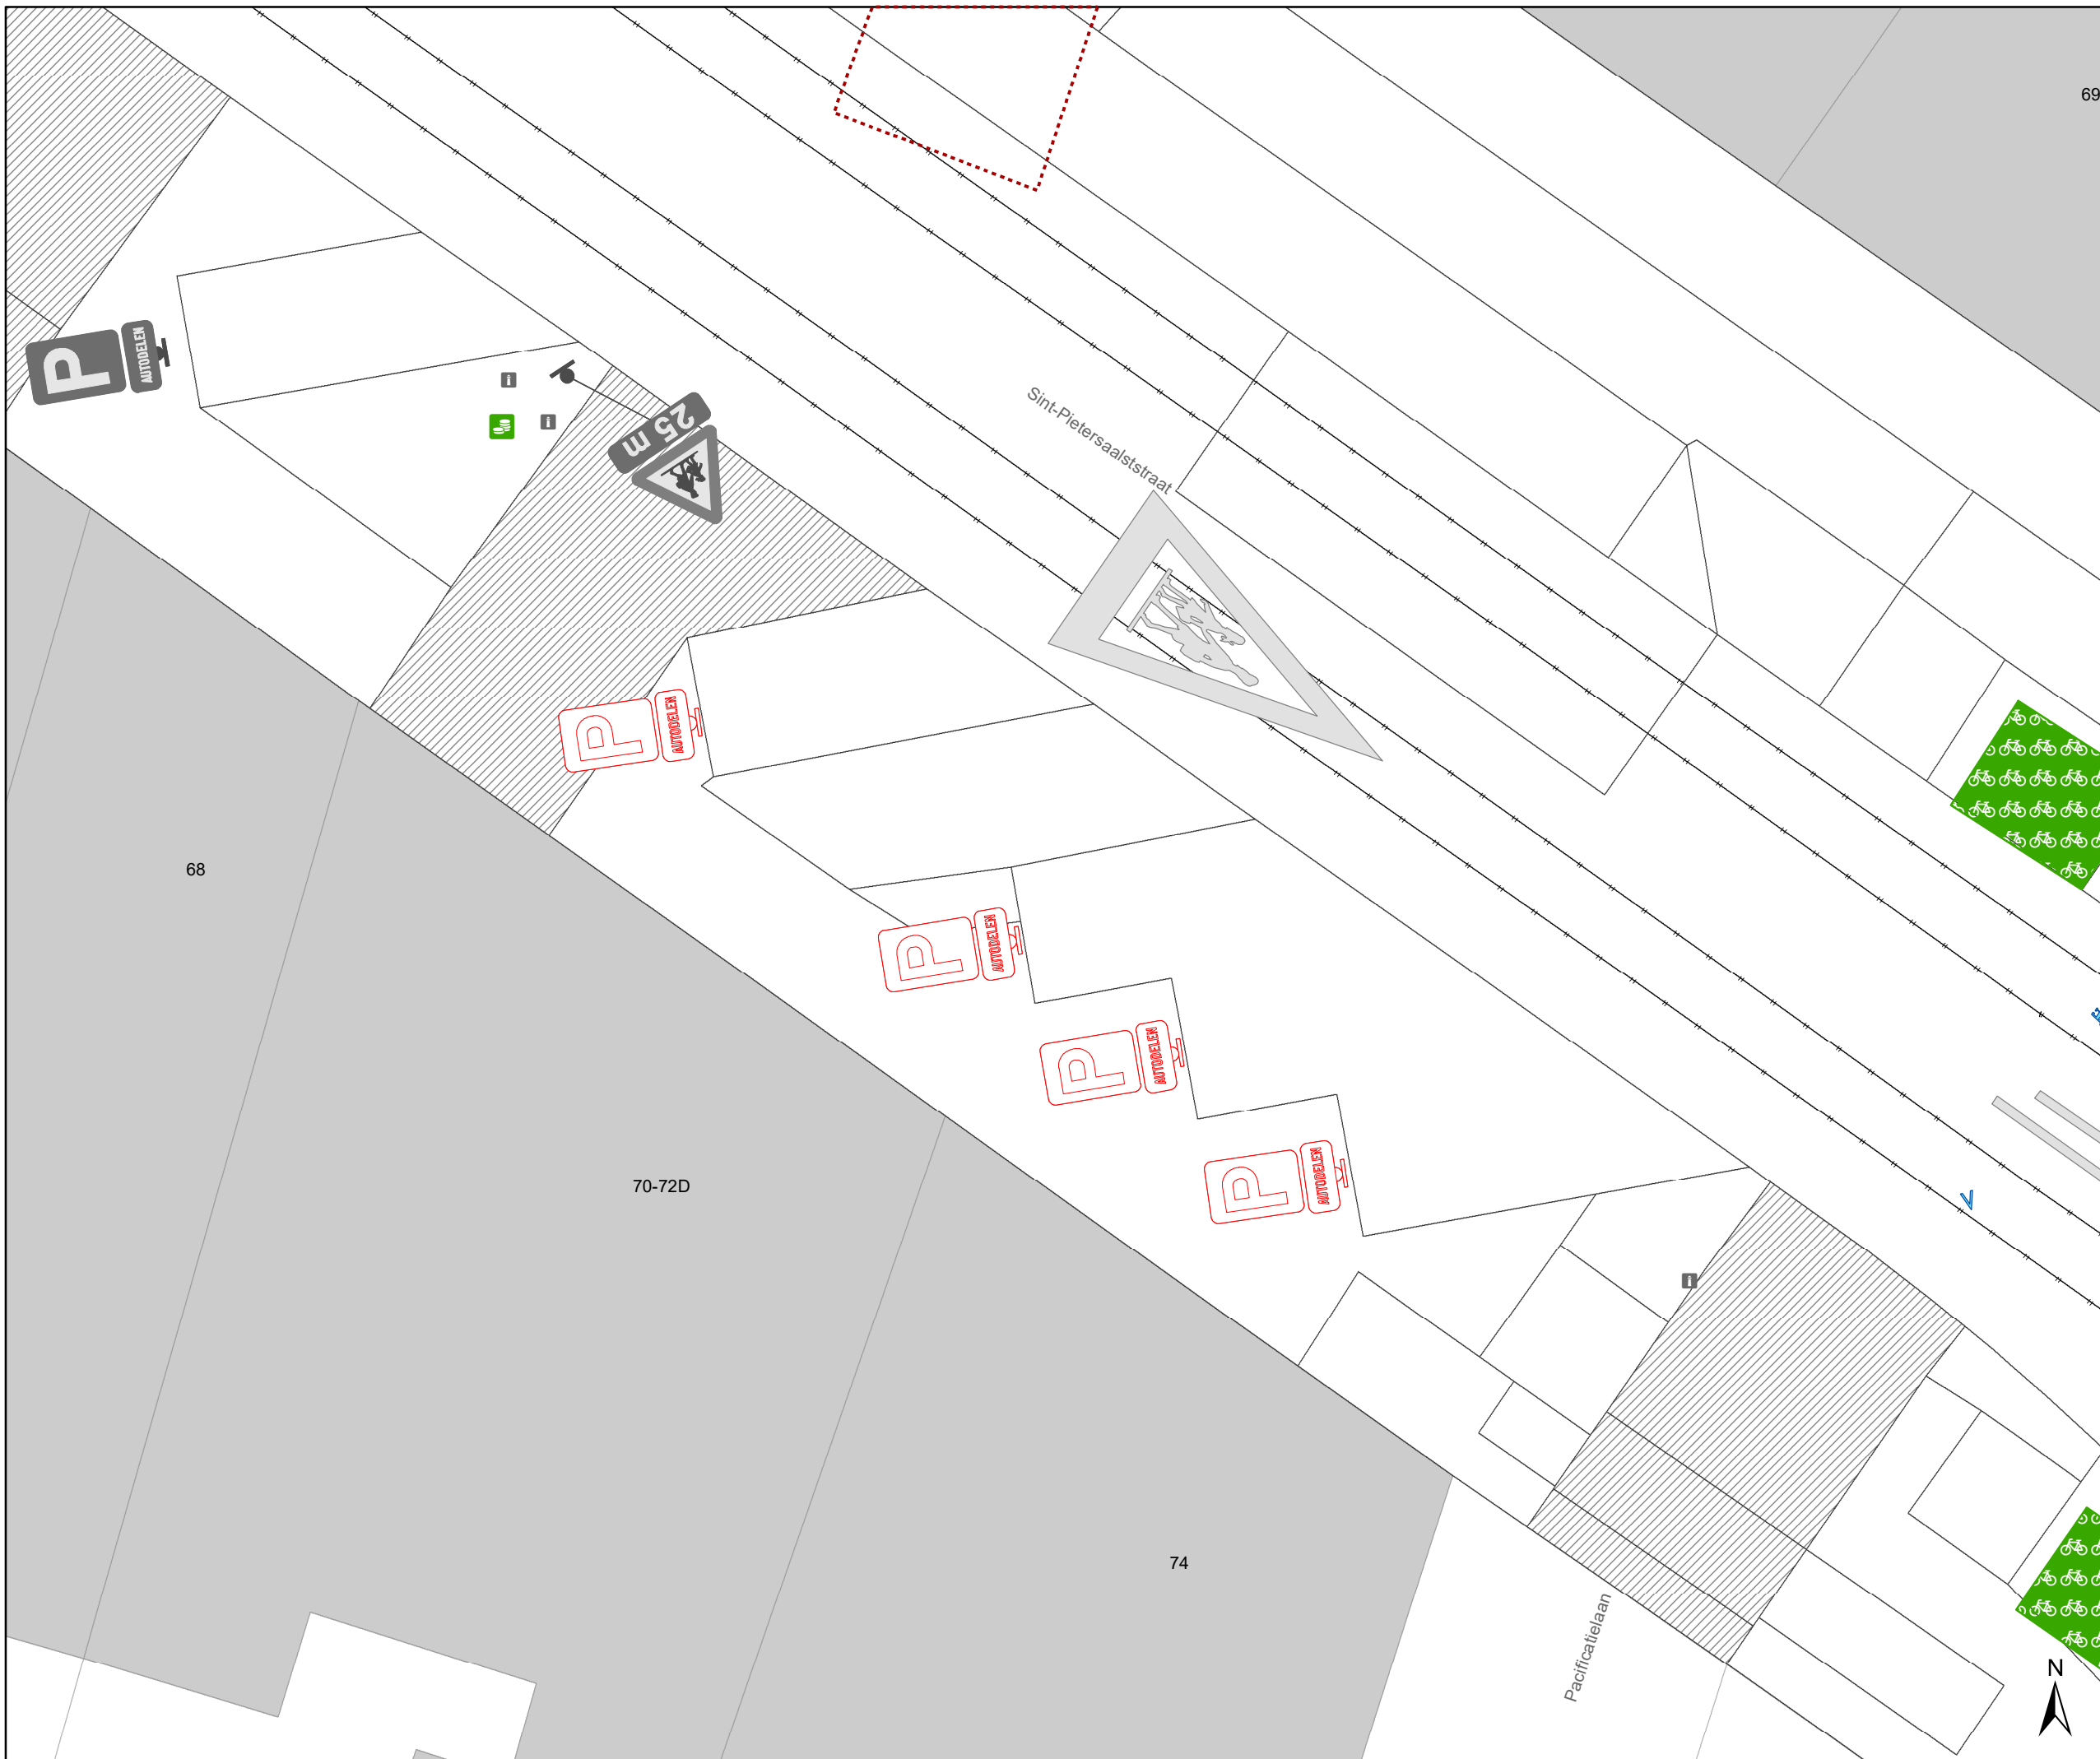 69
P
AUTODELEN
25 m
Sint-Pietersaalststraat
P
AUTODELEN
68
P
AUTODELEN
P
AUTODELEN
70-72D
P
AUTODELEN
74
Pacificatielaan
N